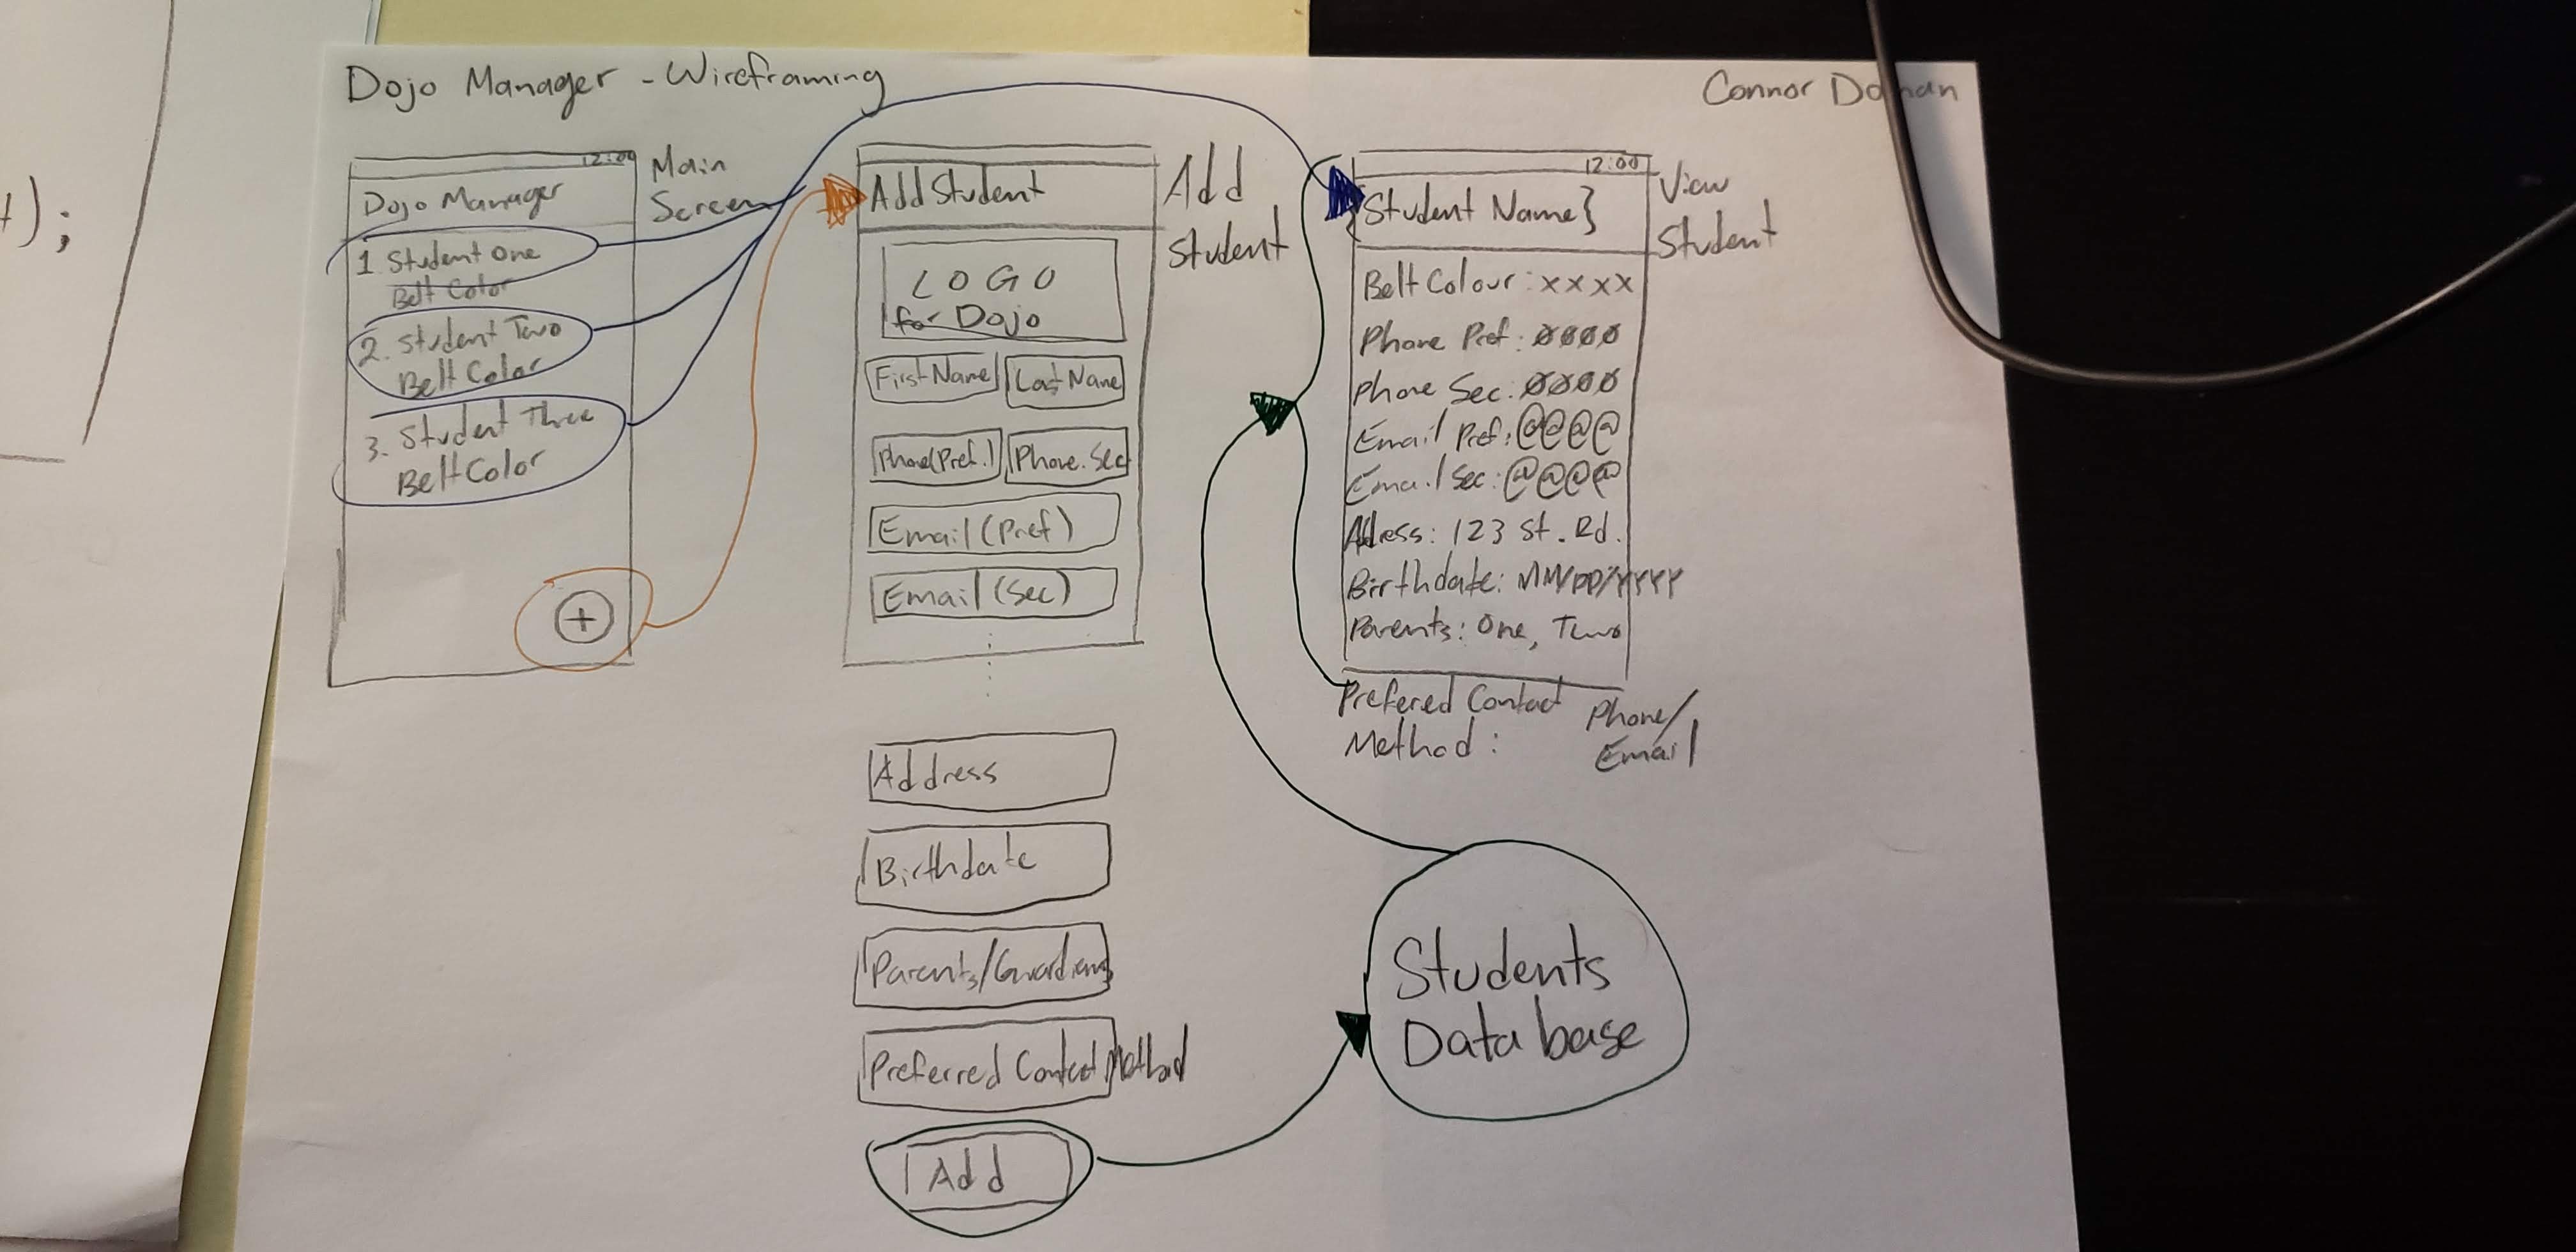 Dojo Manager - Wireframing
Connor Do
t);
12:00
Main
Screen
Dojo Manager
1. Student One
Belt Color
2. Student Two
Belt Color
3. Student Three
Belt Color
+
Add Student
Add
Student
LOGO
for Dojo
First Name
Last Name
Phone(Pref.)
Phone.Sec
Email (Pref)
Email (Sec)
Address
Birthdate
Parents/Guardians
Preferred Contact Method
Add
12:00
View
Student
{Student Name}
Belt Colour: xxxx
Phone Pref: ØØØØ
Phone Sec: ØØØØ
Email Pref: @@@@
Email Sec: @@@@
Adress: 123 St. Rd.
Birthdate: MM/DD/YYYY
Parents: One, Two
Prefered Contact
Method:
Phone/
Email
Students
Database